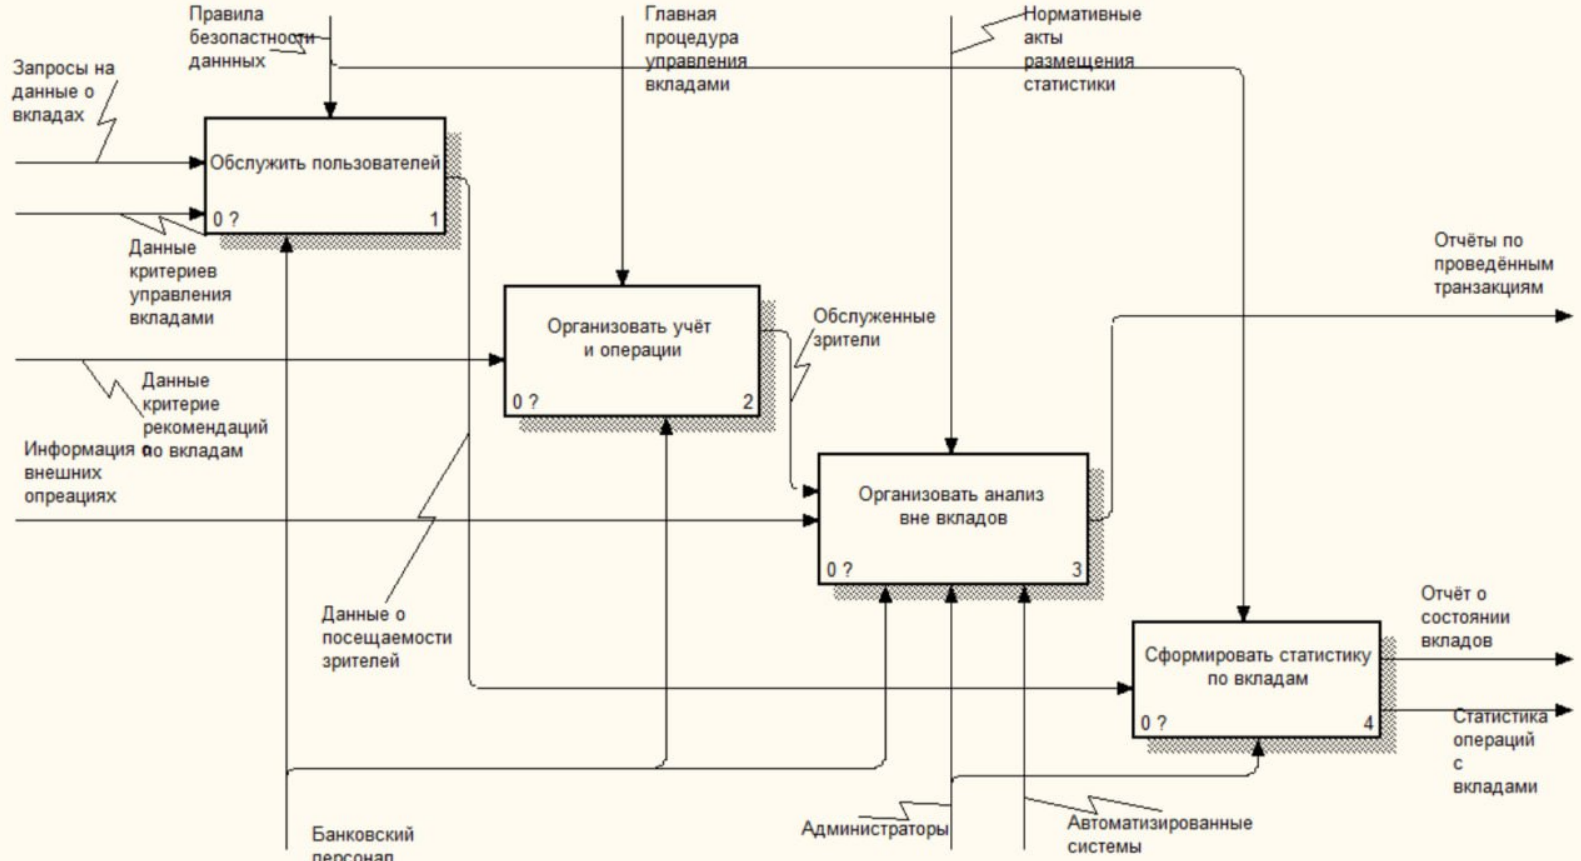 Правила
безопастности
даннных
Главная
процедура
управления
вкладами
Нормативные
акты
размещения
статистики
Запросы на
данные о
вкладах
Обслужить пользователей
0 ?
1
Данные
критериев
управления
вкладами
Отчёты по
проведённым
транзакциям
Организовать учёт
и операции
0 ?
2
Обслуженные
зрители
Данные
критерие
рекомендаций
по вкладам
Информация о
внешних
опреациях
Организовать анализ
вне вкладов
0 ?
3
Данные о
посещаемости
зрителей
Отчёт о
состоянии
вкладов
Сформировать статистику
по вкладам
0 ?
4
Статистика
операций
с
вкладами
Банковский
персонал
Администраторы
Автоматизированные
системы